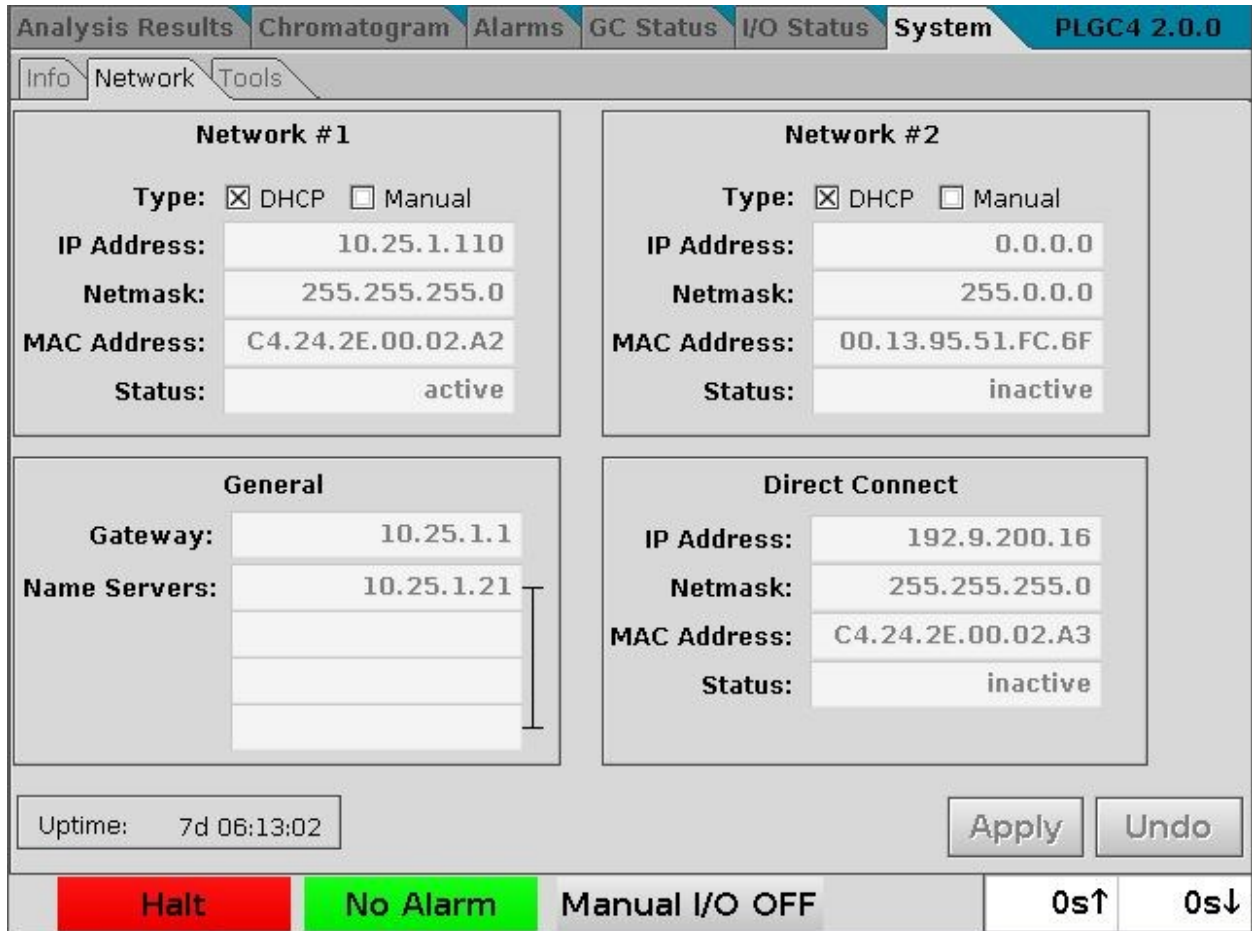 Analysis Results Chromatogram Alarms GC Status I/O Status System PLGC4 2.0.0
Info Network Tools
Network #1
Type: DHCP Manual
IP Address: 10.25.1.110
Netmask: 255.255.255.0
MAC Address: C4.24.2E.00.02.A2
Status: active
Network #2
Type: DHCP Manual
IP Address: 0.0.0.0
Netmask: 255.0.0.0
MAC Address: 00.13.95.51.FC.6F
Status: inactive
General
Gateway: 10.25.1.1
Name Servers: 10.25.1.21
Direct Connect
IP Address: 192.9.200.16
Netmask: 255.255.255.0
MAC Address: C4.24.2E.00.02.A3
Status: inactive
Uptime: 7d 06:13:02
Apply Undo
Halt No Alarm Manual I/O OFF 0s↑ 0s↓